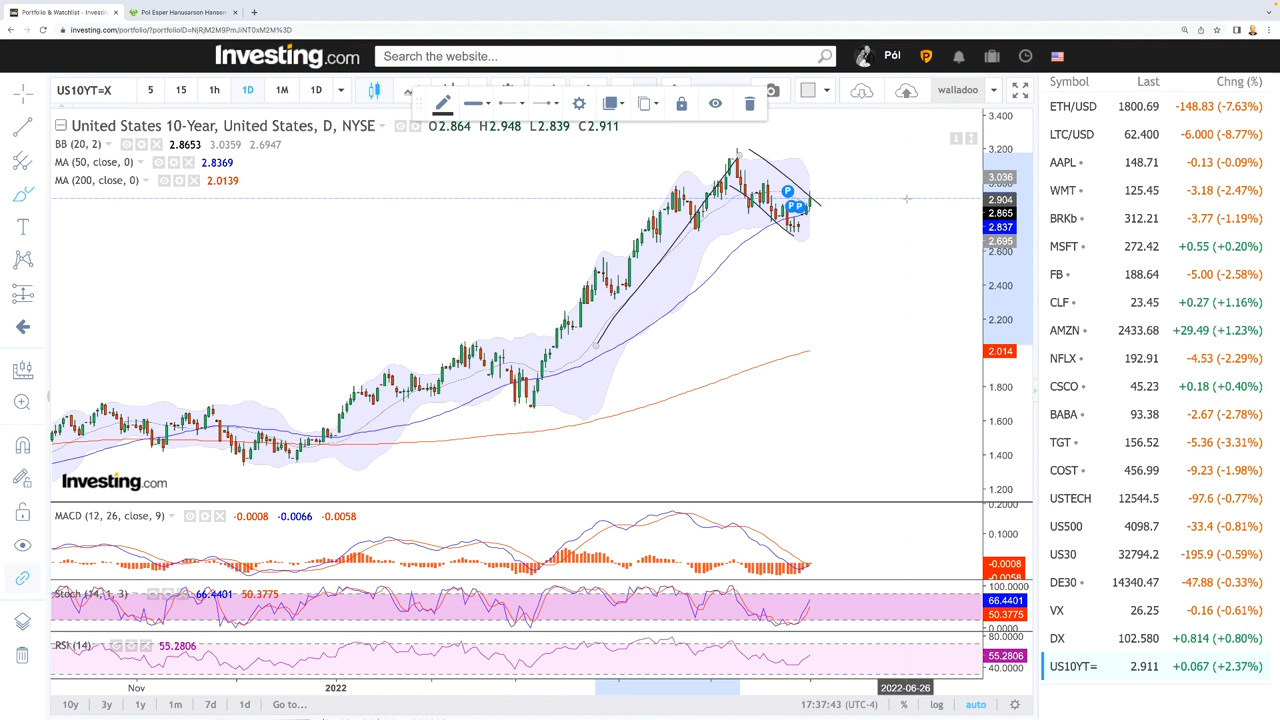 Portfolio & Watchlist - Investin
Pol Esper Hanusarson Hansen
investing.com/portfolio/?portfolioID=NjRjM2M9PmJiNT0xM2M%3D
Investing.com
Search the website...
Pól
US10YT=X 5 15 1h 1D 1M 1D
walladoo
United States 10-Year, United States, D, NYSE O2.864 H2.948 L2.839 C2.911
BB (20, 2) 2.8653 3.0359 2.6947
MA (50, close, 0) 2.8369
MA (200, close, 0) 2.0139
3.400
3.200
3.036
3.000
2.904
2.865
2.837
2.695
2.600
2.400
2.200
2.014
1.800
1.600
1.400
1.200
P
P P
Investing.com
MACD (12, 26, close, 9) -0.0008 -0.0066 -0.0058
0.2000
0.1000
-0.0008
-0.0058
Stoch (14, 1, 3) 66.4401 50.3775
100.0000
66.4401
50.3775
0.0000
RSI (14) 55.2806
80.0000
55.2806
40.0000
Nov 2022 2022-06-26
10y 3y 1y 1m 7d 1d Go to... 17:37:43 (UTC-4) % log auto
Symbol Last Chng (%)
ETH/USD 1800.69 -148.83 (-7.63%)
LTC/USD 62.400 -6.000 (-8.77%)
AAPL 148.71 -0.13 (-0.09%)
WMT 125.45 -3.18 (-2.47%)
BRKb 312.21 -3.77 (-1.19%)
MSFT 272.42 +0.55 (+0.20%)
FB 188.64 -5.00 (-2.58%)
CLF 23.45 +0.27 (+1.16%)
AMZN 2433.68 +29.49 (+1.23%)
NFLX 192.91 -4.53 (-2.29%)
CSCO 45.23 +0.18 (+0.40%)
BABA 93.38 -2.67 (-2.78%)
TGT 156.52 -5.36 (-3.31%)
COST 456.99 -9.23 (-1.98%)
USTECH 12544.5 -97.6 (-0.77%)
US500 4098.7 -33.4 (-0.81%)
US30 32794.2 -195.9 (-0.59%)
DE30 14340.47 -47.88 (-0.33%)
VX 26.25 -0.16 (-0.61%)
DX 102.580 +0.814 (+0.80%)
US10YT= 2.911 +0.067 (+2.37%)